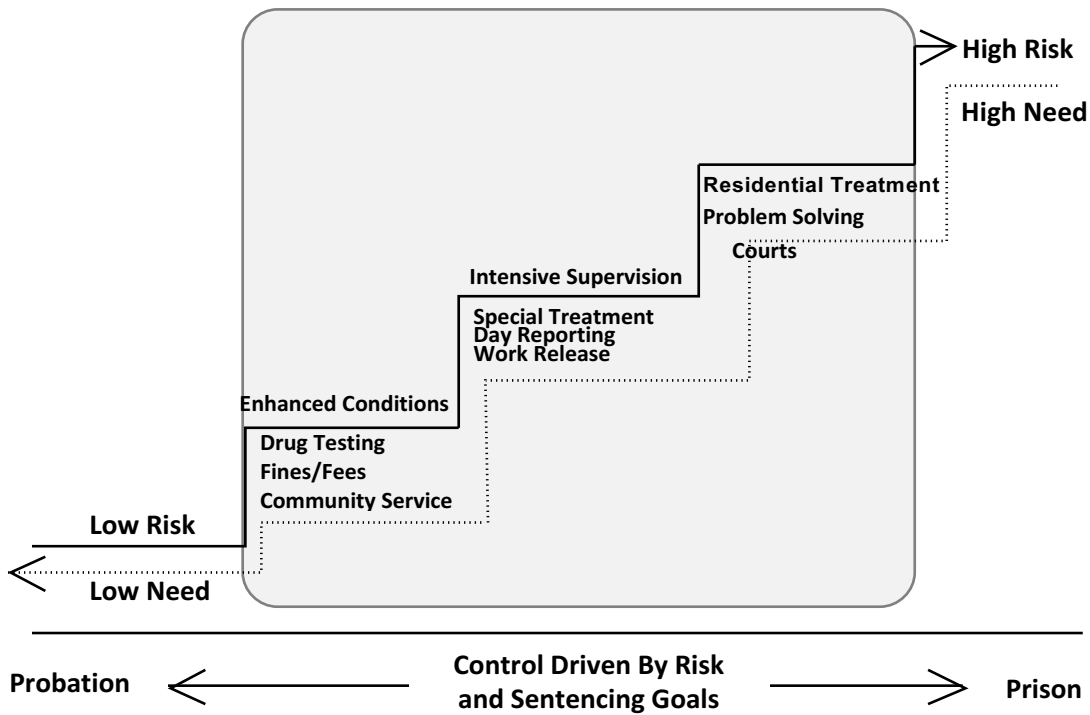 High Risk
High Need
Residential Treatment
Problem Solving
Courts
Intensive Supervision
Special Treatment
Day Reporting
Work Release
Enhanced Conditions
Drug Testing
Fines/Fees
Community Service
Low Risk
Low Need
Probation
Control Driven By Risk
and Sentencing Goals
Prison